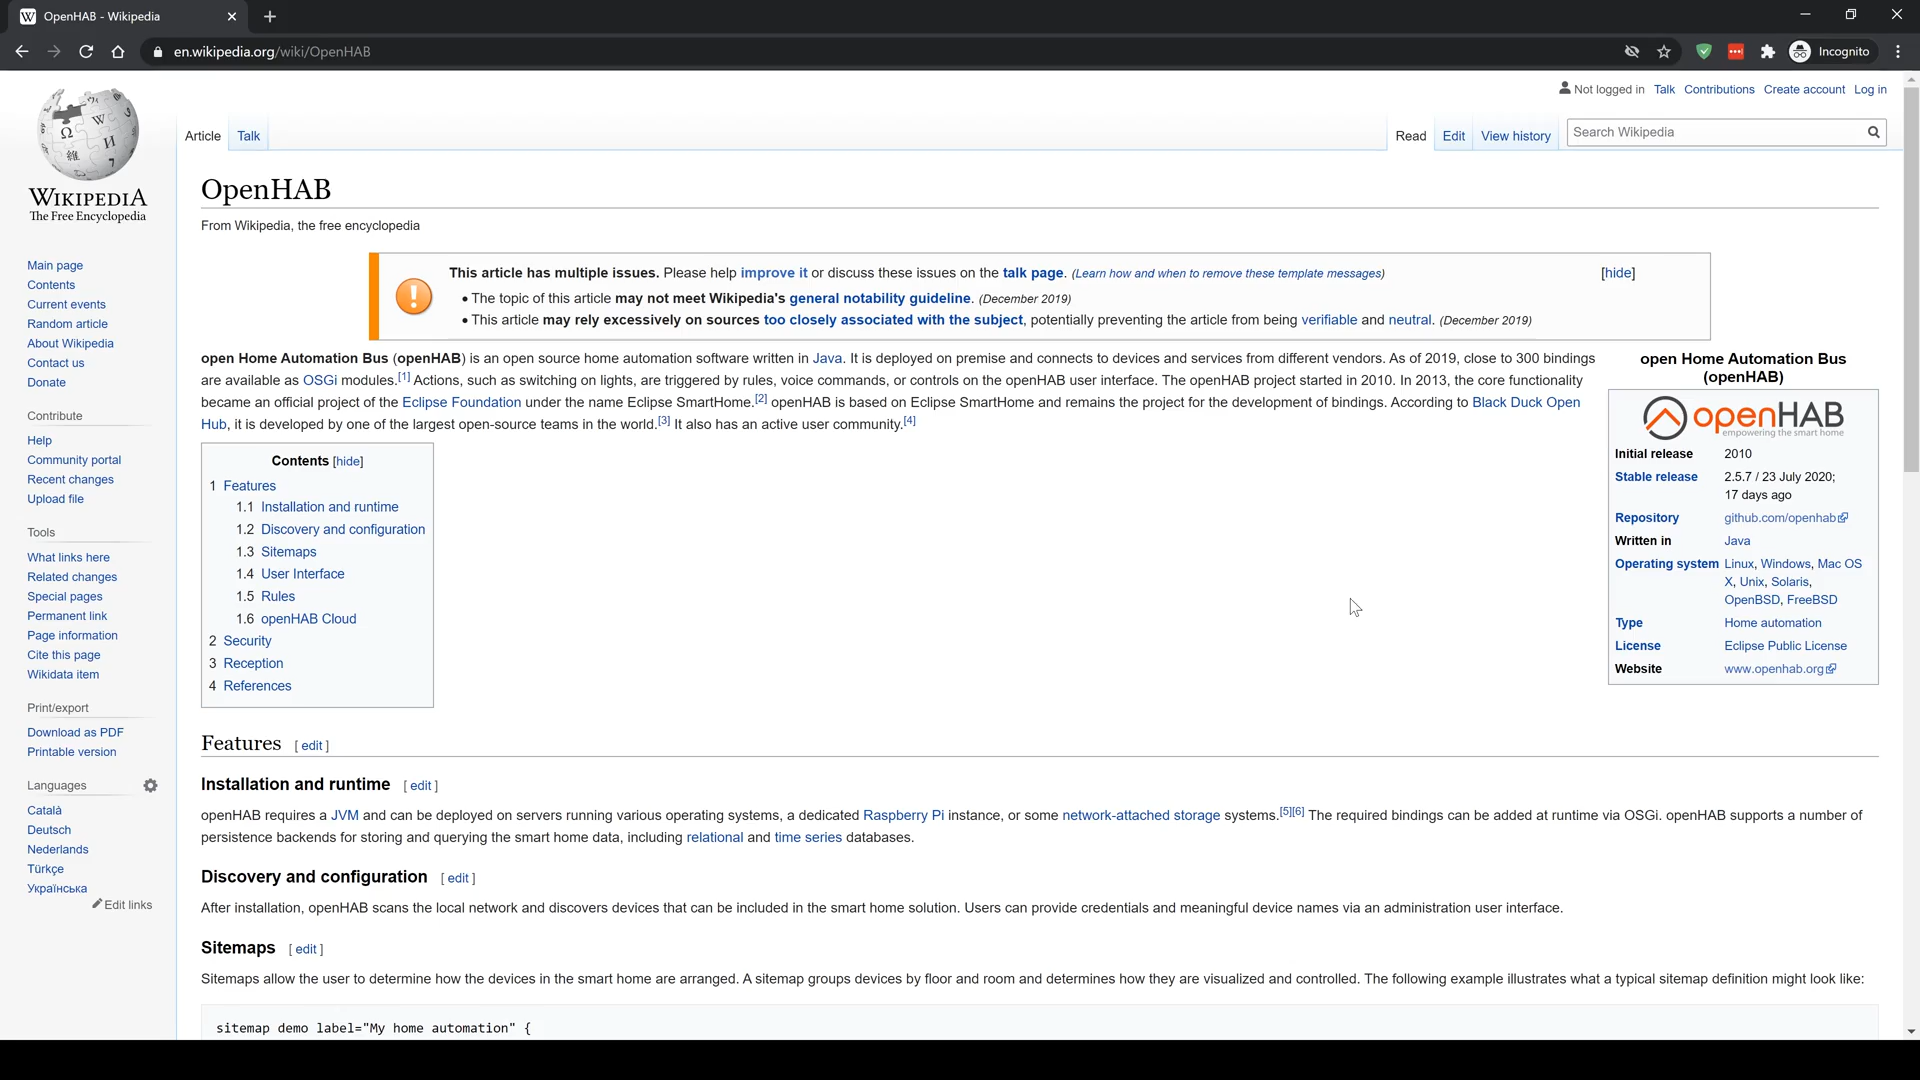 OpenHAB - Wikipedia
en.wikipedia.org/wiki/OpenHAB
Incognito
Not logged in Talk Contributions Create account Log in
Article Talk Read Edit View history Search Wikipedia
WIKIPEDIA
The Free Encyclopedia
Main page
Contents
Current events
Random article
About Wikipedia
Contact us
Donate
Contribute
Help
Community portal
Recent changes
Upload file
Tools
What links here
Related changes
Special pages
Permanent link
Page information
Cite this page
Wikidata item
Print/export
Download as PDF
Printable version
Languages
Català
Deutsch
Nederlands
Türkçe
Українська
Edit links
OpenHAB
From Wikipedia, the free encyclopedia
This article has multiple issues. Please help improve it or discuss these issues on the talk page. (Learn how and when to remove these template messages) [hide]
• The topic of this article may not meet Wikipedia's general notability guideline. (December 2019)
• This article may rely excessively on sources too closely associated with the subject, potentially preventing the article from being verifiable and neutral. (December 2019)
open Home Automation Bus (openHAB) is an open source home automation software written in Java. It is deployed on premise and connects to devices and services from different vendors. As of 2019, close to 300 bindings
are available as OSGi modules.[1] Actions, such as switching on lights, are triggered by rules, voice commands, or controls on the openHAB user interface. The openHAB project started in 2010. In 2013, the core functionality
became an official project of the Eclipse Foundation under the name Eclipse SmartHome.[2] openHAB is based on Eclipse SmartHome and remains the project for the development of bindings. According to Black Duck Open
Hub, it is developed by one of the largest open-source teams in the world.[3] It also has an active user community.[4]
open Home Automation Bus
(openHAB)
openHAB
empowering the smart home
Initial release 2010
Stable release 2.5.7 / 23 July 2020;
17 days ago
Repository github.com/openhab
Written in Java
Operating system Linux, Windows, Mac OS
X, Unix, Solaris,
OpenBSD, FreeBSD
Type Home automation
License Eclipse Public License
Website www.openhab.org
Contents [hide]
1 Features
1.1 Installation and runtime
1.2 Discovery and configuration
1.3 Sitemaps
1.4 User Interface
1.5 Rules
1.6 openHAB Cloud
2 Security
3 Reception
4 References
Features [ edit ]
Installation and runtime [ edit ]
openHAB requires a JVM and can be deployed on servers running various operating systems, a dedicated Raspberry Pi instance, or some network-attached storage systems.[5][6] The required bindings can be added at runtime via OSGi. openHAB supports a number of
persistence backends for storing and querying the smart home data, including relational and time series databases.
Discovery and configuration [ edit ]
After installation, openHAB scans the local network and discovers devices that can be included in the smart home solution. Users can provide credentials and meaningful device names via an administration user interface.
Sitemaps [ edit ]
Sitemaps allow the user to determine how the devices in the smart home are arranged. A sitemap groups devices by floor and room and determines how they are visualized and controlled. The following example illustrates what a typical sitemap definition might look like:
sitemap demo label="My home automation" {